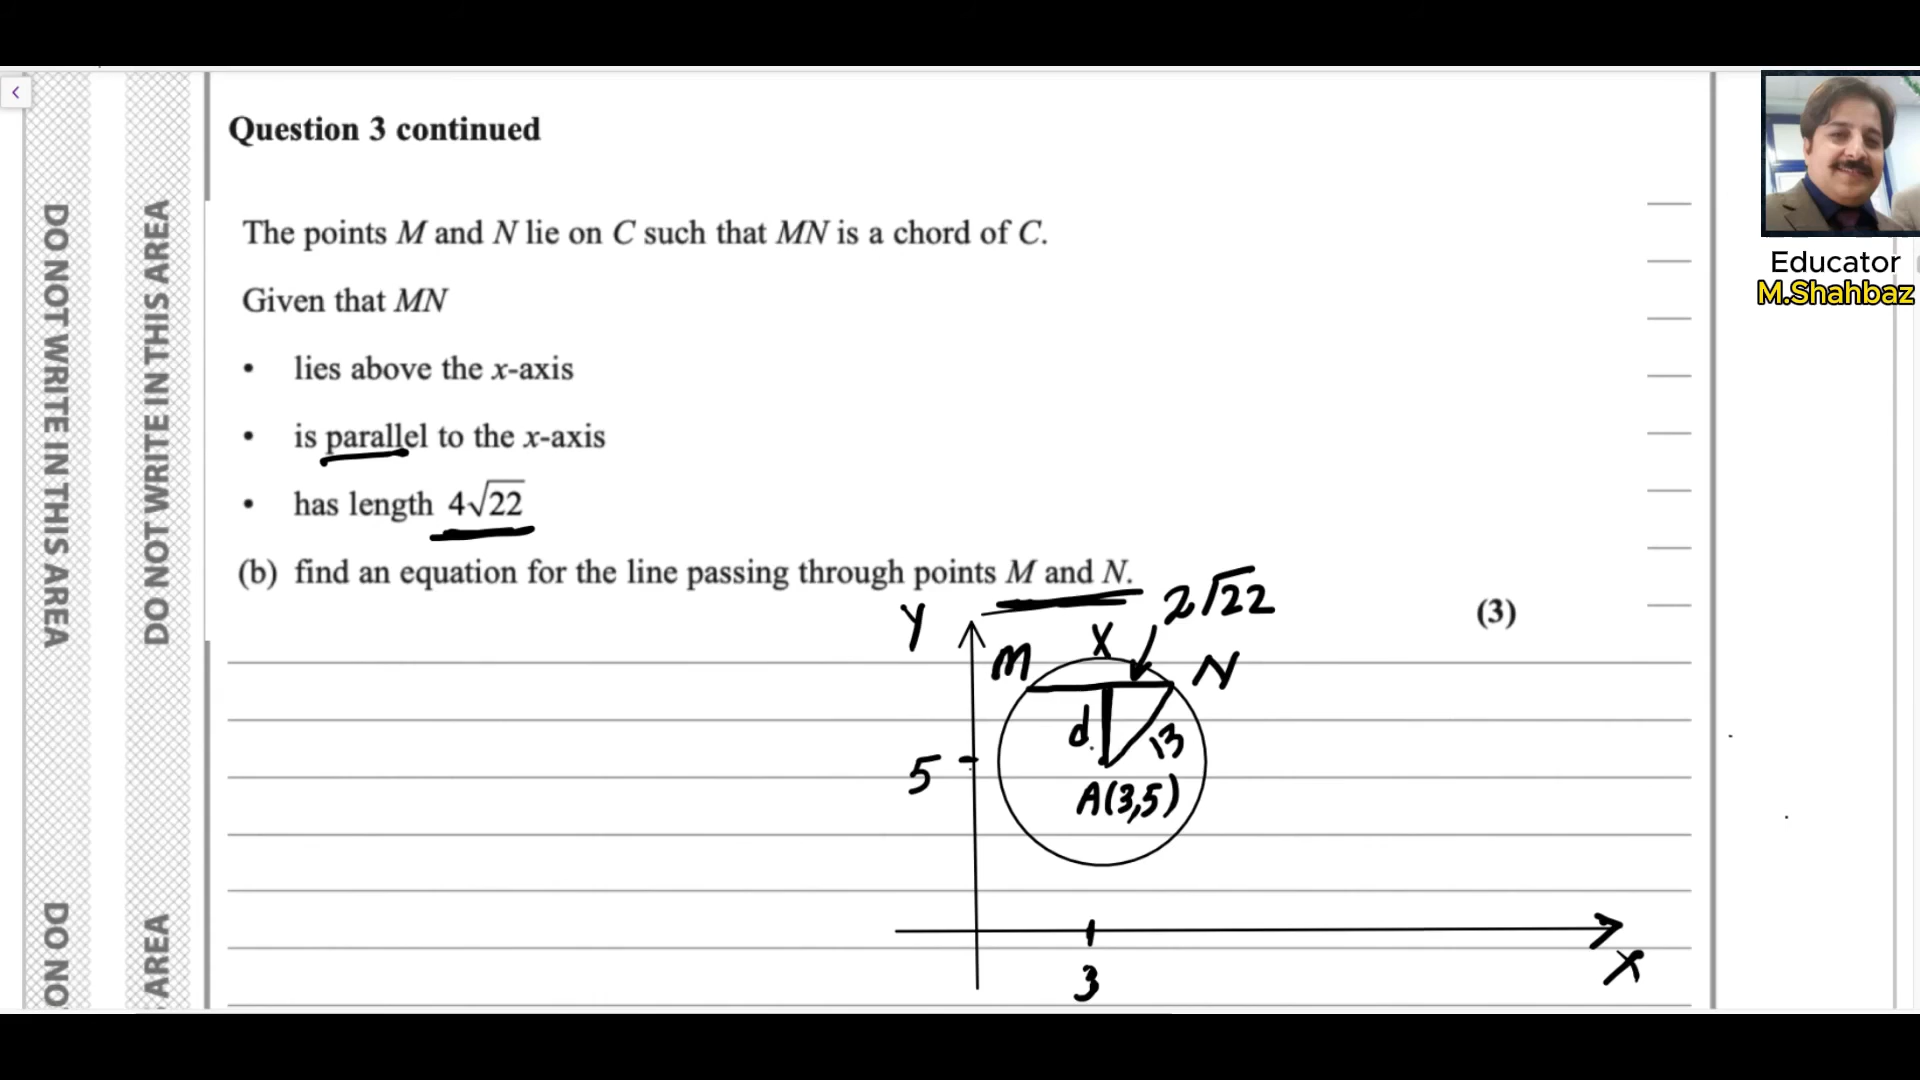 Question 3 continued
The points M and N lie on C such that MN is a chord of C.
Given that MN
• lies above the x-axis
• is parallel to the x-axis
• has length 4√22
(b) find an equation for the line passing through points M and N.
(3)
Y
M
X
2√22
N
d
13
5
A(3,5)
3
X
DO NOT WRITE IN THIS AREA
DO NO
DO NOT WRITE IN THIS AREA
AREA
Educator
M.Shahbaz